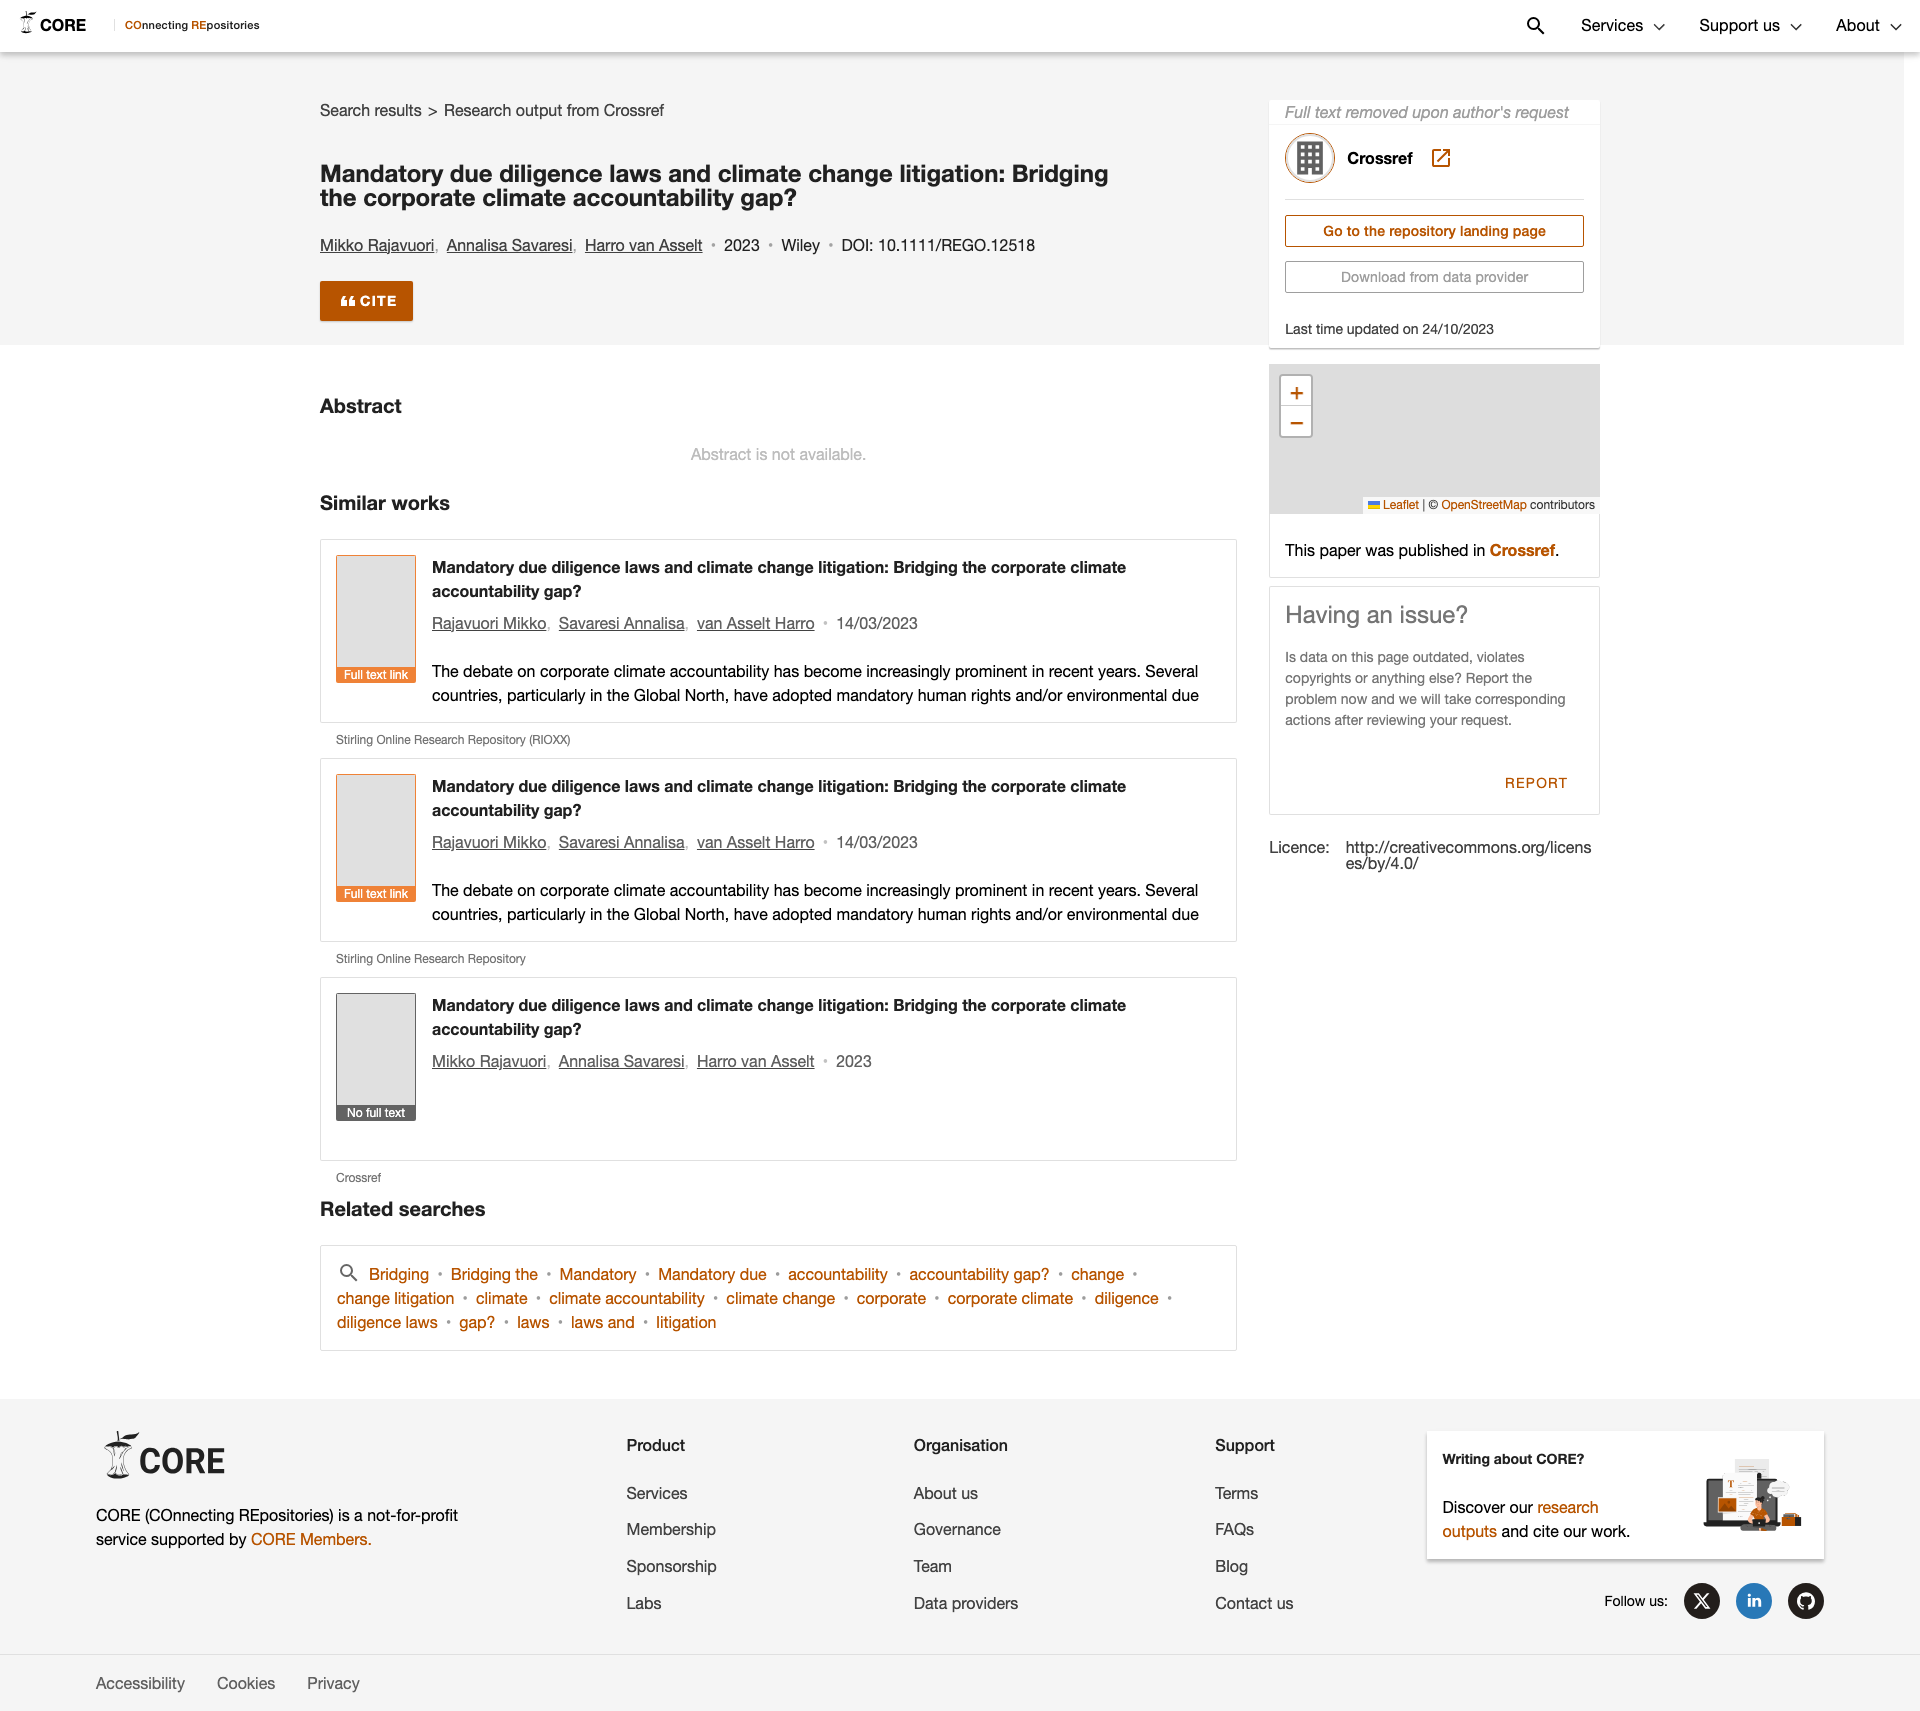 CORE
COnnecting REpositories
Services
Support us
About
Search results > Research output from Crossref
Mandatory due diligence laws and climate change litigation: Bridging
the corporate climate accountability gap?
Mikko Rajavuori, Annalisa Savaresi, Harro van Asselt • 2023 • Wiley • DOI: 10.1111/REGO.12518
CITE
Full text removed upon author's request
Crossref
Go to the repository landing page
Download from data provider
Last time updated on 24/10/2023
+
−
Leaflet | © OpenStreetMap contributors
This paper was published in Crossref.
Having an issue?
Is data on this page outdated, violates
copyrights or anything else? Report the
problem now and we will take corresponding
actions after reviewing your request.
REPORT
Licence: http://creativecommons.org/licens
es/by/4.0/
Abstract
Abstract is not available.
Similar works
Mandatory due diligence laws and climate change litigation: Bridging the corporate climate
accountability gap?
Rajavuori Mikko, Savaresi Annalisa, van Asselt Harro • 14/03/2023
The debate on corporate climate accountability has become increasingly prominent in recent years. Several
countries, particularly in the Global North, have adopted mandatory human rights and/or environmental due
Full text link
Stirling Online Research Repository (RIOXX)
Mandatory due diligence laws and climate change litigation: Bridging the corporate climate
accountability gap?
Rajavuori Mikko, Savaresi Annalisa, van Asselt Harro • 14/03/2023
The debate on corporate climate accountability has become increasingly prominent in recent years. Several
countries, particularly in the Global North, have adopted mandatory human rights and/or environmental due
Full text link
Stirling Online Research Repository
Mandatory due diligence laws and climate change litigation: Bridging the corporate climate
accountability gap?
Mikko Rajavuori, Annalisa Savaresi, Harro van Asselt • 2023
No full text
Crossref
Related searches
Bridging • Bridging the • Mandatory • Mandatory due • accountability • accountability gap? • change •
change litigation • climate • climate accountability • climate change • corporate • corporate climate • diligence •
diligence laws • gap? • laws • laws and • litigation
CORE
CORE (COnnecting REpositories) is a not-for-profit
service supported by CORE Members.
Product
Services
Membership
Sponsorship
Labs
Organisation
About us
Governance
Team
Data providers
Support
Terms
FAQs
Blog
Contact us
Writing about CORE?
Discover our research
outputs and cite our work.
T
Follow us:
X
in
Accessibility
Cookies
Privacy